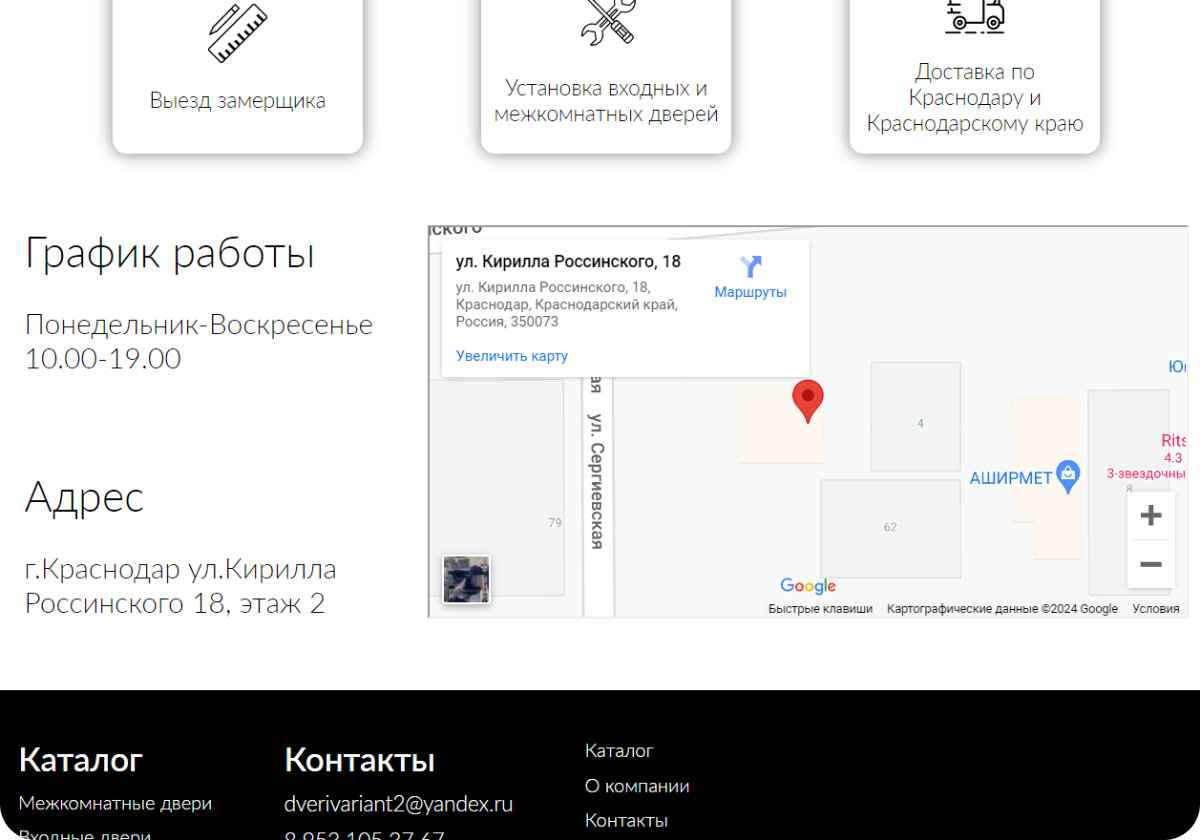 Выезд замерщика
Установка входных и
межкомнатных дверей
Доставка по
Краснодару и
Краснодарскому краю
График работы
Понедельник-Воскресенье
10.00-19.00
Адрес
г.Краснодар ул.Кирилла
Россинского 18, этаж 2
ул. Кирилла Россинского, 18
ул. Кирилла Россинского, 18,
Краснодар, Краснодарский край,
Россия, 350073
Маршруты
Увеличить карту
ул. Сергиевская
79
4
62
8
АШИРМЕТ
Rits
4.3
3-звездочны
Google
Быстрые клавиши
Картографические данные ©2024 Google
Условия
Каталог
Межкомнатные двери
Входные двери
Контакты
dverivariant2@yandex.ru
8 953 105 37 67
Каталог
О компании
Контакты